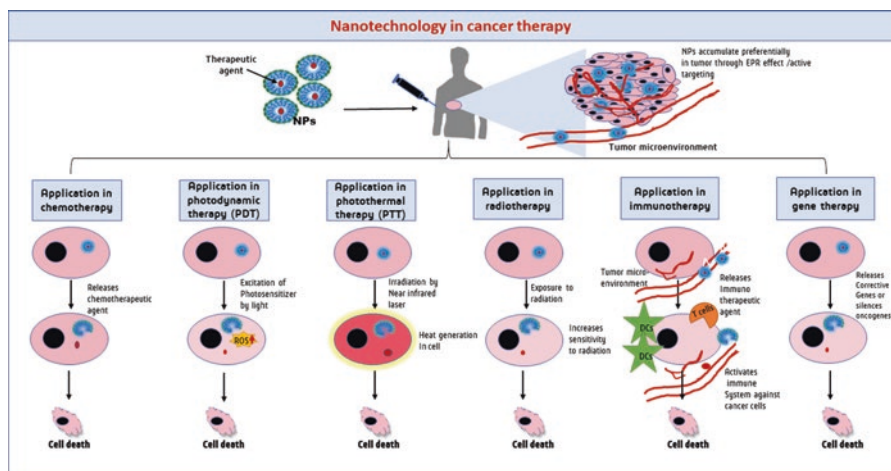 Nanotechnology in cancer therapy
Therapeutic
agent
NPs
NPs accumulate preferentially
in tumor through EPR effect /active
targeting
Tumor microenvironment
Application in
chemotherapy
Application in
photodynamic
therapy (PDT)
Application in
photothermal
therapy (PTT)
Application in
radiotherapy
Application in
immunotherapy
Application in
gene therapy
Releases
chemotherapeutic
agent
Excitation of
Photosensitizer
by light
ROS
Irradiation by
Near infrared
laser
Heat generation
in cell
Exposure to
radiation
Increases
sensitivity
to radiation
Tumor micro-
environment
Releases
Immuno
therapeutic
agent
T cells
DCs
DCs
Activates
immune
System against
cancer cells
Releases
Corrective
Genes or
silences
oncogenes
Cell death
Cell death
Cell death
Cell death
Cell death
Cell death